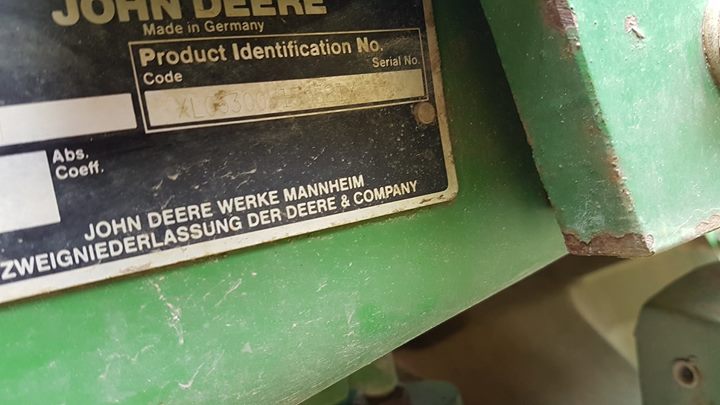 JOHN DEERE
Made in Germany
Product Identification No.
Code
Serial No.
Abs.
Coeff.
JOHN DEERE WERKE MANNHEIM
ZWEIGNIEDERLASSUNG DER DEERE & COMPANY